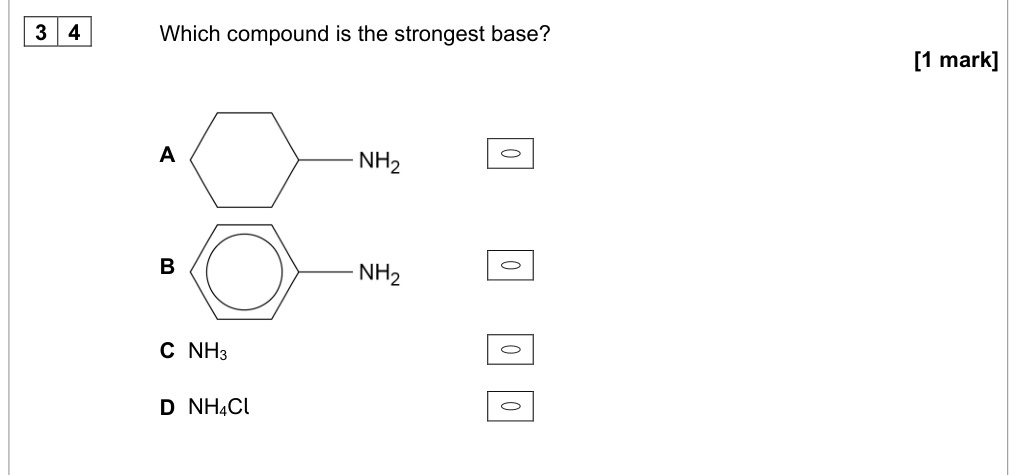 3 4 Which compound is the strongest base?
[1 mark]
A NH₂
B NH₂
C NH₃
D NH₄Cl